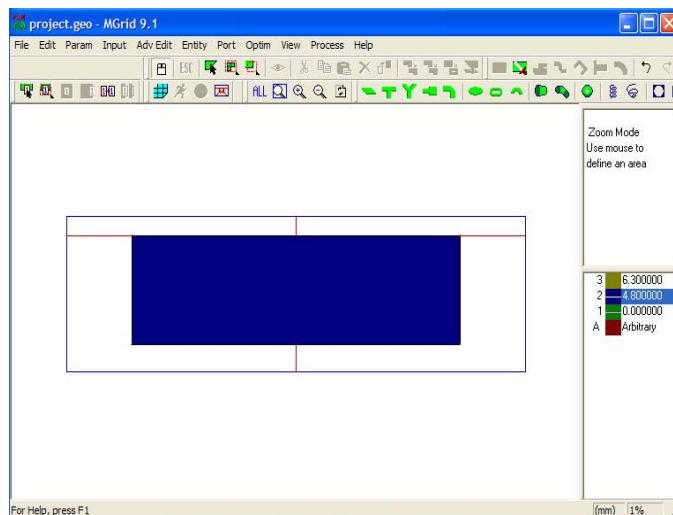 project.geo - MGrid 9.1
File Edit Param Input Adv Edit Entity Port Optim View Process Help
ESC
ALL
Zoom Mode
Use mouse to
define an area
3 6.300000
2 4.800000
1 0.000000
A Arbitrary
For Help, press F1 (mm) 1%